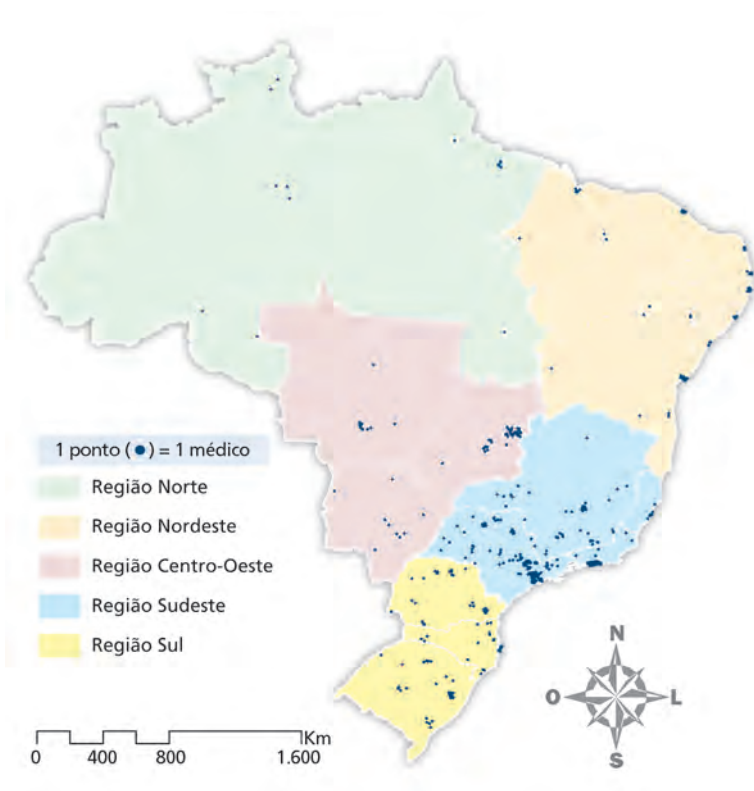 1 ponto (●) = 1 médico
Região Norte
Região Nordeste
Região Centro-Oeste
Região Sudeste
Região Sul
N
O L
S
Km
0 400 800 1.600